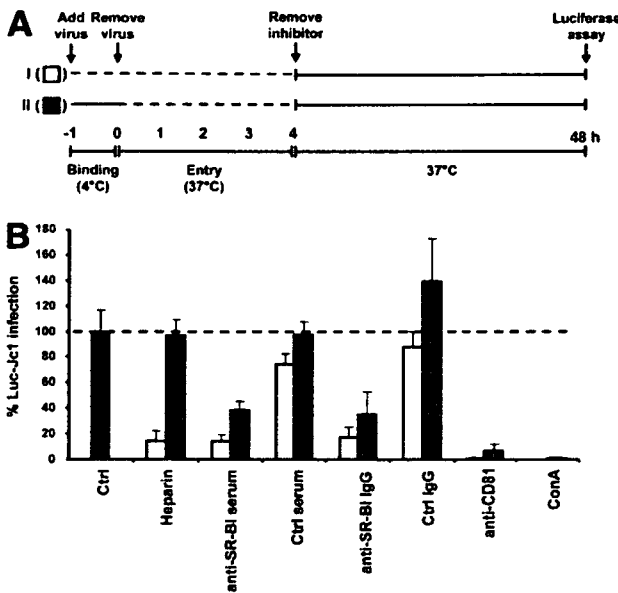 A
Add virus
Remove virus
Remove inhibitor
Luciferase assay
I ( )
II ( )
-1 0 1 2 3 4 48 h
Binding (4°C)
Entry (37°C)
37°C
B
% Luc-Jc1 infection
180
160
140
120
100
80
60
40
20
0
Ctrl
Heparin
anti-SR-BI serum
Ctrl serum
anti-SR-BI IgG
Ctrl IgG
anti-CD81
ConA